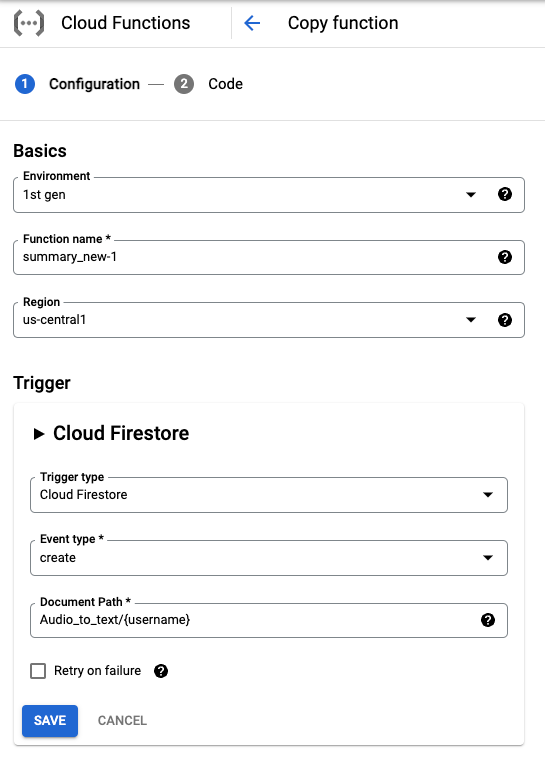 Cloud Functions
Copy function
1 Configuration — 2 Code
Basics
Environment
1st gen
Function name *
summary_new-1
Region
us-central1
Trigger
Cloud Firestore
Trigger type
Cloud Firestore
Event type *
create
Document Path *
Audio_to_text/{username}
Retry on failure
SAVE CANCEL